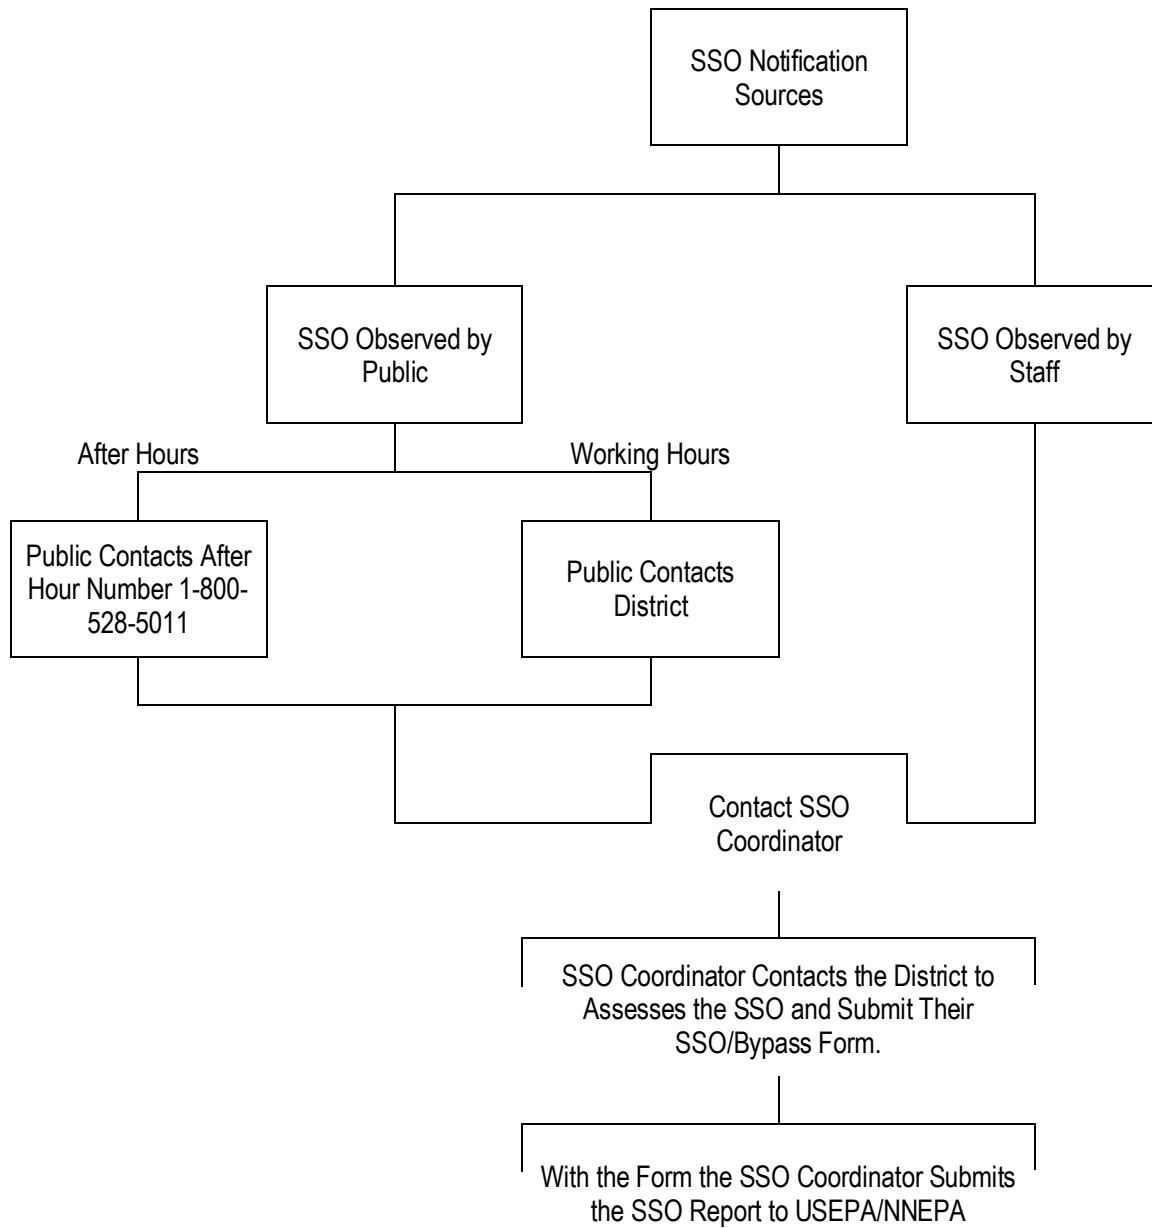 SSO Notification
Sources
SSO Observed by
Public
SSO Observed by
Staff
After Hours
Working Hours
Public Contacts After
Hour Number 1-800-
528-5011
Public Contacts
District
Contact SSO
Coordinator
SSO Coordinator Contacts the District to
Assesses the SSO and Submit Their
SSO/Bypass Form.
With the Form the SSO Coordinator Submits
the SSO Report to USEPA/NNEPA